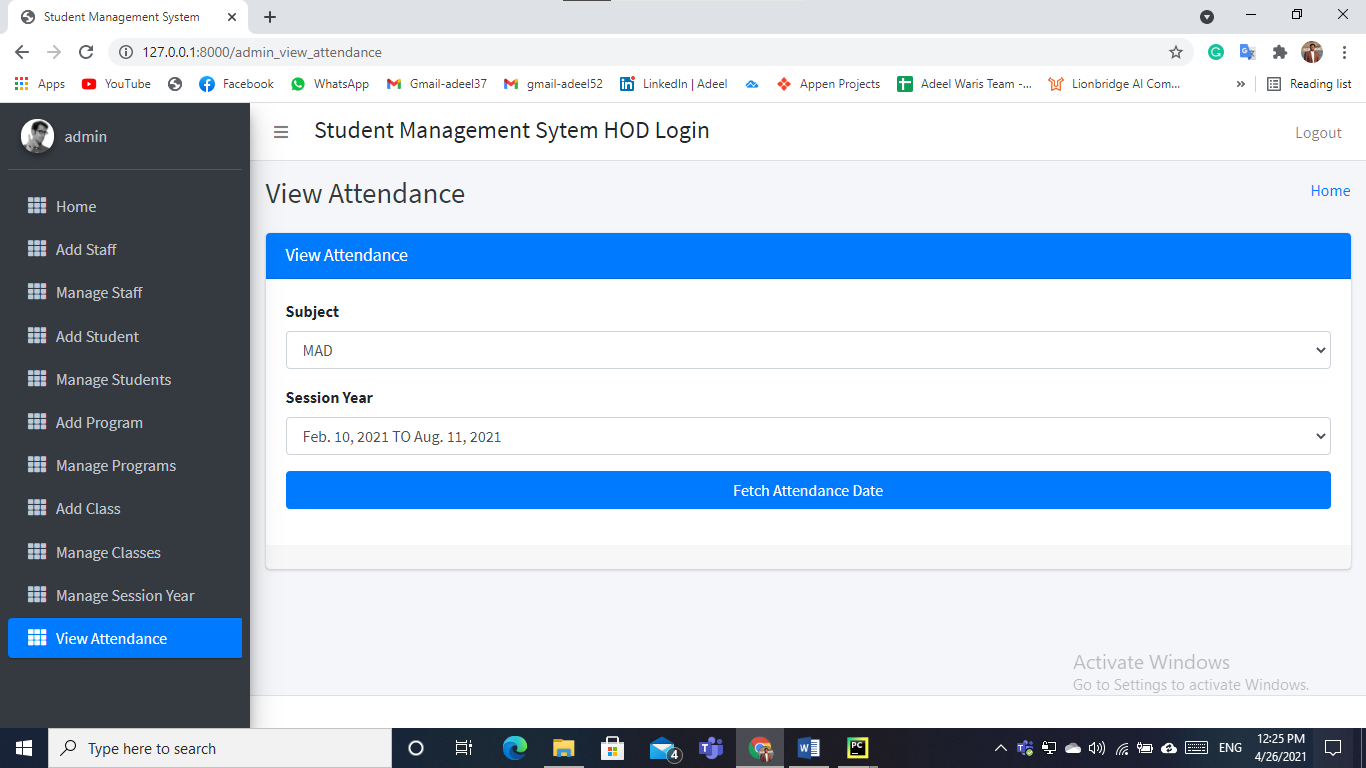 Student Management System
127.0.0.1:8000/admin_view_attendance
Apps YouTube Facebook WhatsApp Gmail-adeel37 gmail-adeel52 LinkedIn | Adeel Appen Projects Adeel Waris Team -... Lionbridge AI Com... » Reading list
admin
Student Management Sytem HOD Login
Logout
Home
Add Staff
Manage Staff
Add Student
Manage Students
Add Program
Manage Programs
Add Class
Manage Classes
Manage Session Year
View Attendance
View Attendance
Home
View Attendance
Subject
MAD
Session Year
Feb. 10, 2021 TO Aug. 11, 2021
Fetch Attendance Date
Activate Windows
Go to Settings to activate Windows.
Type here to search
4
W
PC
ENG
12:25 PM
4/26/2021